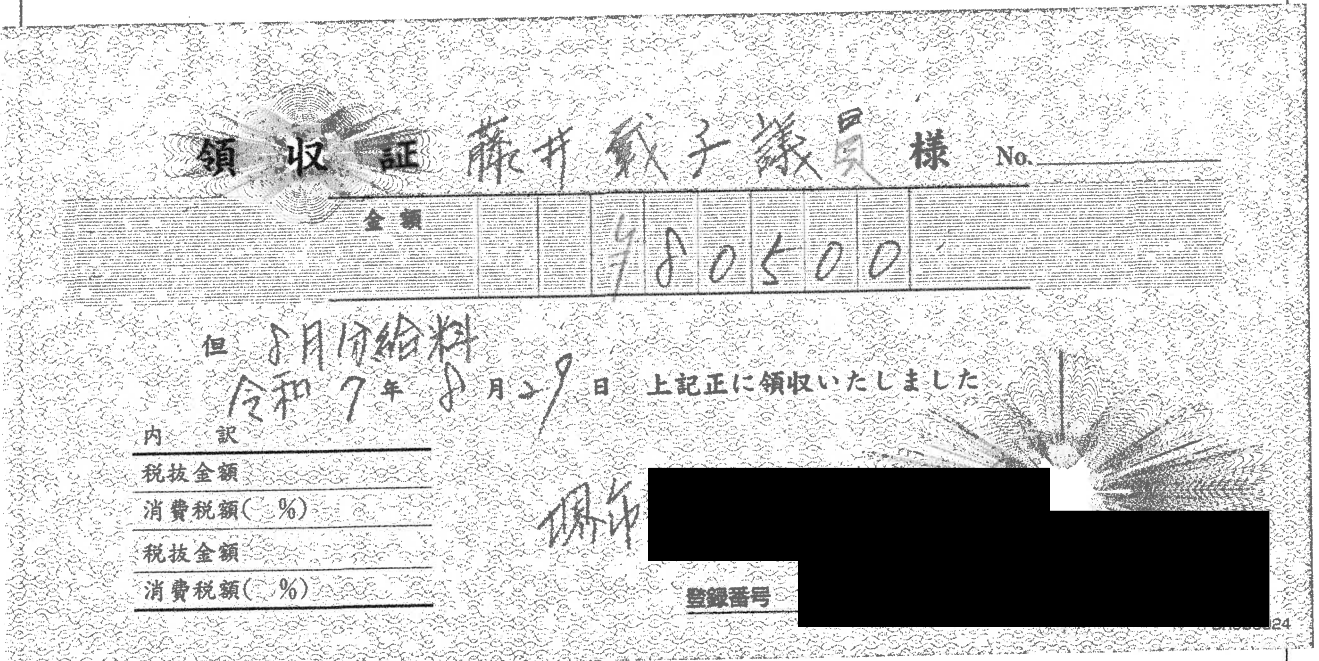 領収証 藤井載子議員 様 No.
金額 ¥80500
但 8月分給料
令和7年8月29日 上記正に領収いたしました
内訳
税抜金額
消費税額( %)
税抜金額
消費税額( %)
堺市
登録番号